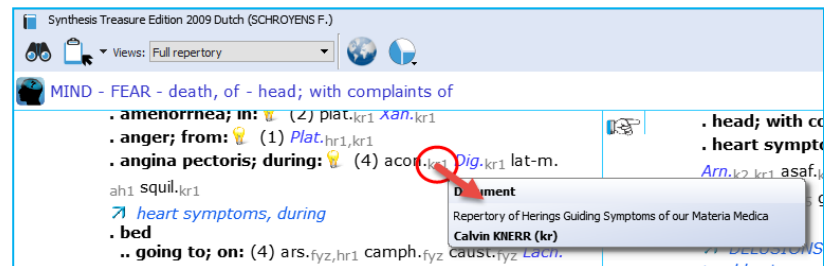 Synthesis Treasure Edition 2009 Dutch (SCHROYENS F.)
Views: Full repertory
MIND - FEAR - death, of - head; with complaints of
. amenorrhea; in: (2) plat.kr1 Xan.kr1
. anger; from: (1) Plat.hr1,kr1
. angina pectoris; during: (4) acon.kr1 Dig.kr1 lat-m.
ah1 squil.kr1
heart symptoms, during
. bed
.. going to; on: (4) ars.fyz,hr1 camph.fyz caust.fyz Lach.
. head; with co
. heart sympto
Arn.k2,kr1 asaf.k
Document
Repertory of Herings Guiding Symptoms of our Materia Medica
Calvin KNERR (kr)
DELUSIONS